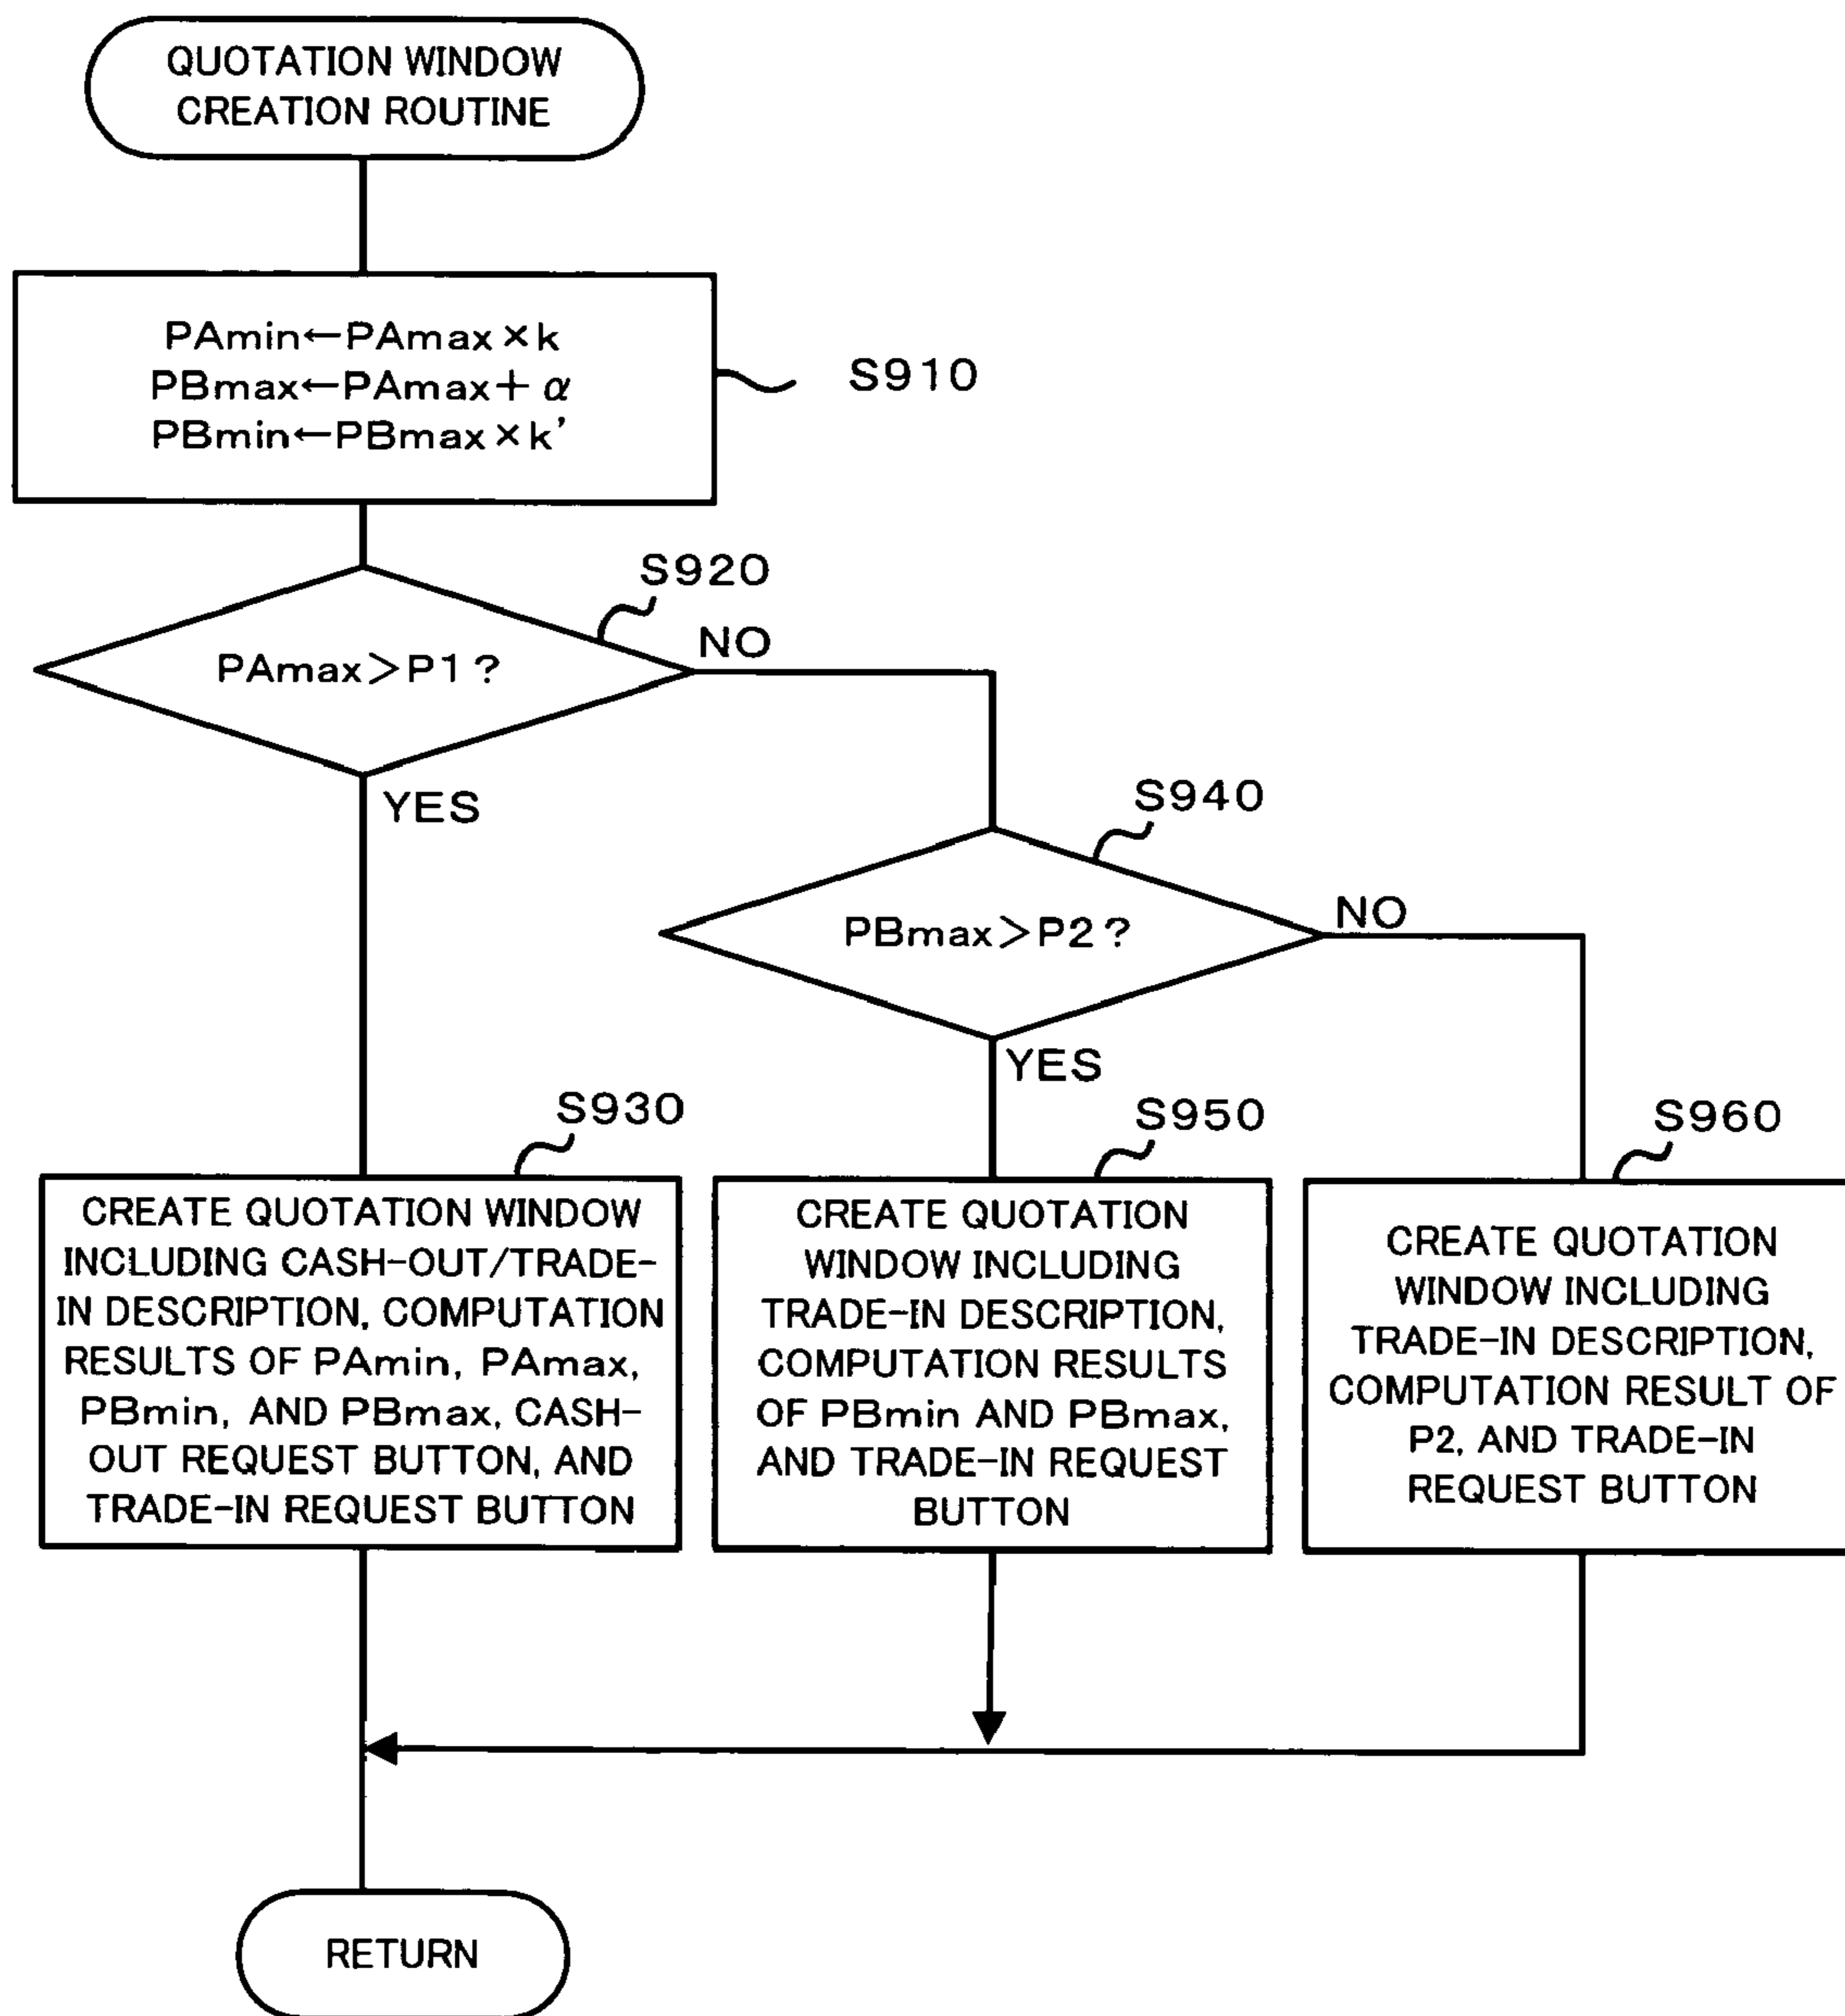 QUOTATION WINDOW
CREATION ROUTINE
PAmin←PAmax×k
PBmax←PAmax+α
PBmin←PBmax×k’
S910
S920
PAmax>P1?
NO
YES
S940
PBmax>P2?
NO
YES
S930
CREATE QUOTATION WINDOW
INCLUDING CASH-OUT/TRADE-
IN DESCRIPTION, COMPUTATION
RESULTS OF PAmin, PAmax,
PBmin, AND PBmax, CASH-
OUT REQUEST BUTTON, AND
TRADE-IN REQUEST BUTTON
S950
CREATE QUOTATION
WINDOW INCLUDING
TRADE-IN DESCRIPTION,
COMPUTATION RESULTS
OF PBmin AND PBmax,
AND TRADE-IN REQUEST
BUTTON
S960
CREATE QUOTATION
WINDOW INCLUDING
TRADE-IN DESCRIPTION,
COMPUTATION RESULT OF
P2, AND TRADE-IN
REQUEST BUTTON
RETURN